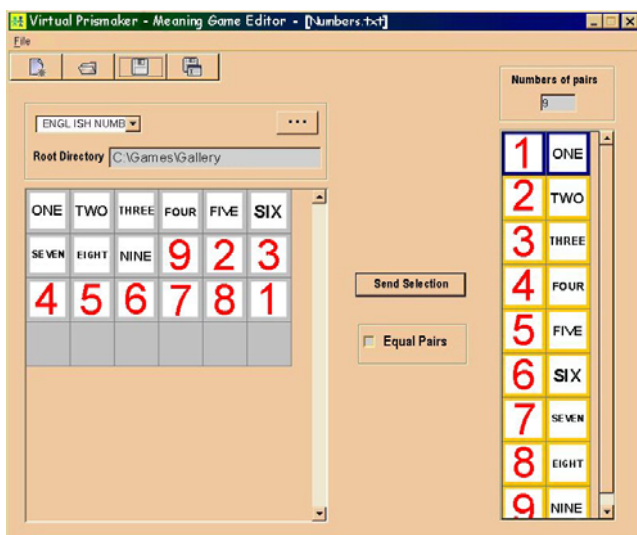 Virtual Prismaker - Meaning Game Editor - [Numbers.txt]
File
Numbers of pairs
9
ENGLISH NUMB
...
Root Directory C:\Games\Gallery
ONE TWO THREE FOUR FIVE SIX
SEVEN EIGHT NINE 9 2 3
4 5 6 7 8 1
Send Selection
Equal Pairs
1 ONE
2 TWO
3 THREE
4 FOUR
5 FIVE
6 SIX
7 SEVEN
8 EIGHT
9 NINE